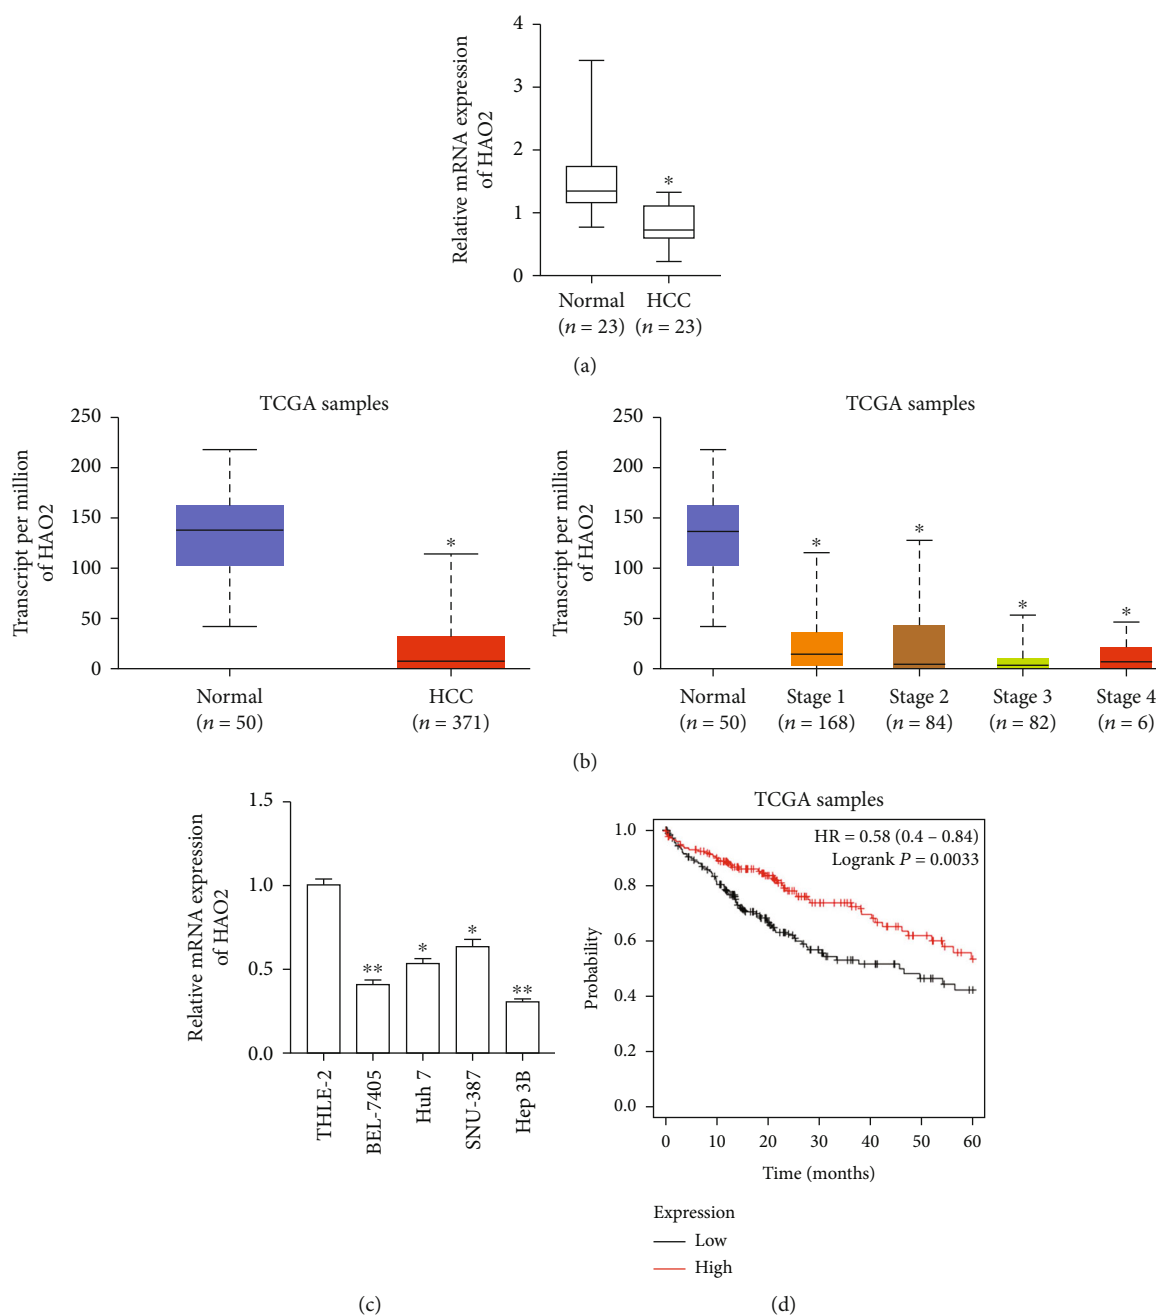 4
3
2
1
0
Relative mRNA expression
of HAO2
*
Normal
(n = 23)
HCC
(n = 23)
(a)
TCGA samples
250
200
150
100
50
0
Transcript per million
of HAO2
*
Normal
(n = 50)
HCC
(n = 371)
TCGA samples
250
200
150
100
50
0
Transcript per million
of HAO2
*
*
*
*
Normal
(n = 50)
Stage 1
(n = 168)
Stage 2
(n = 84)
Stage 3
(n = 82)
Stage 4
(n = 6)
(b)
1.5
1.0
0.5
0.0
Relative mRNA expression
of HAO2
**
*
*
**
THLE-2
BEL-7405
Huh 7
SNU-387
Hep 3B
(c)
TCGA samples
HR = 0.58 (0.4 – 0.84)
Logrank P = 0.0033
1.0
0.8
0.6
0.4
0.2
0.0
Probability
0 10 20 30 40 50 60
Time (months)
Expression
Low
High
(d)